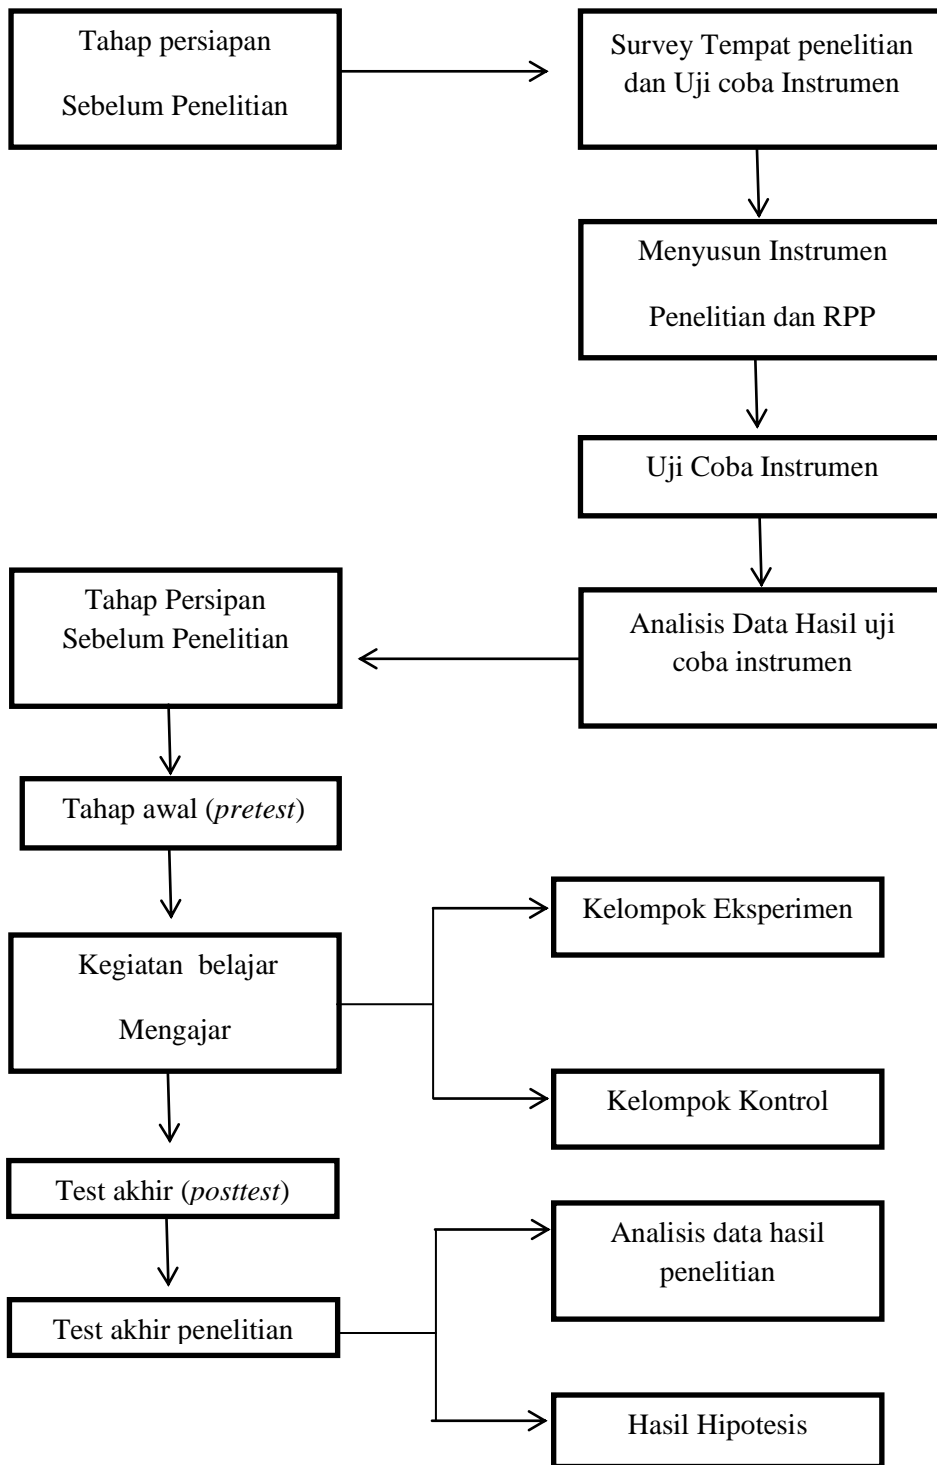 Tahap persiapan
Sebelum Penelitian
Survey Tempat penelitian
dan Uji coba Instrumen
Menyusun Instrumen
Penelitian dan RPP
Uji Coba Instrumen
Analisis Data Hasil uji
coba instrumen
Tahap Persipan
Sebelum Penelitian
Tahap awal (pretest)
Kegiatan belajar
Mengajar
Kelompok Eksperimen
Kelompok Kontrol
Test akhir (posttest)
Test akhir penelitian
Analisis data hasil
penelitian
Hasil Hipotesis